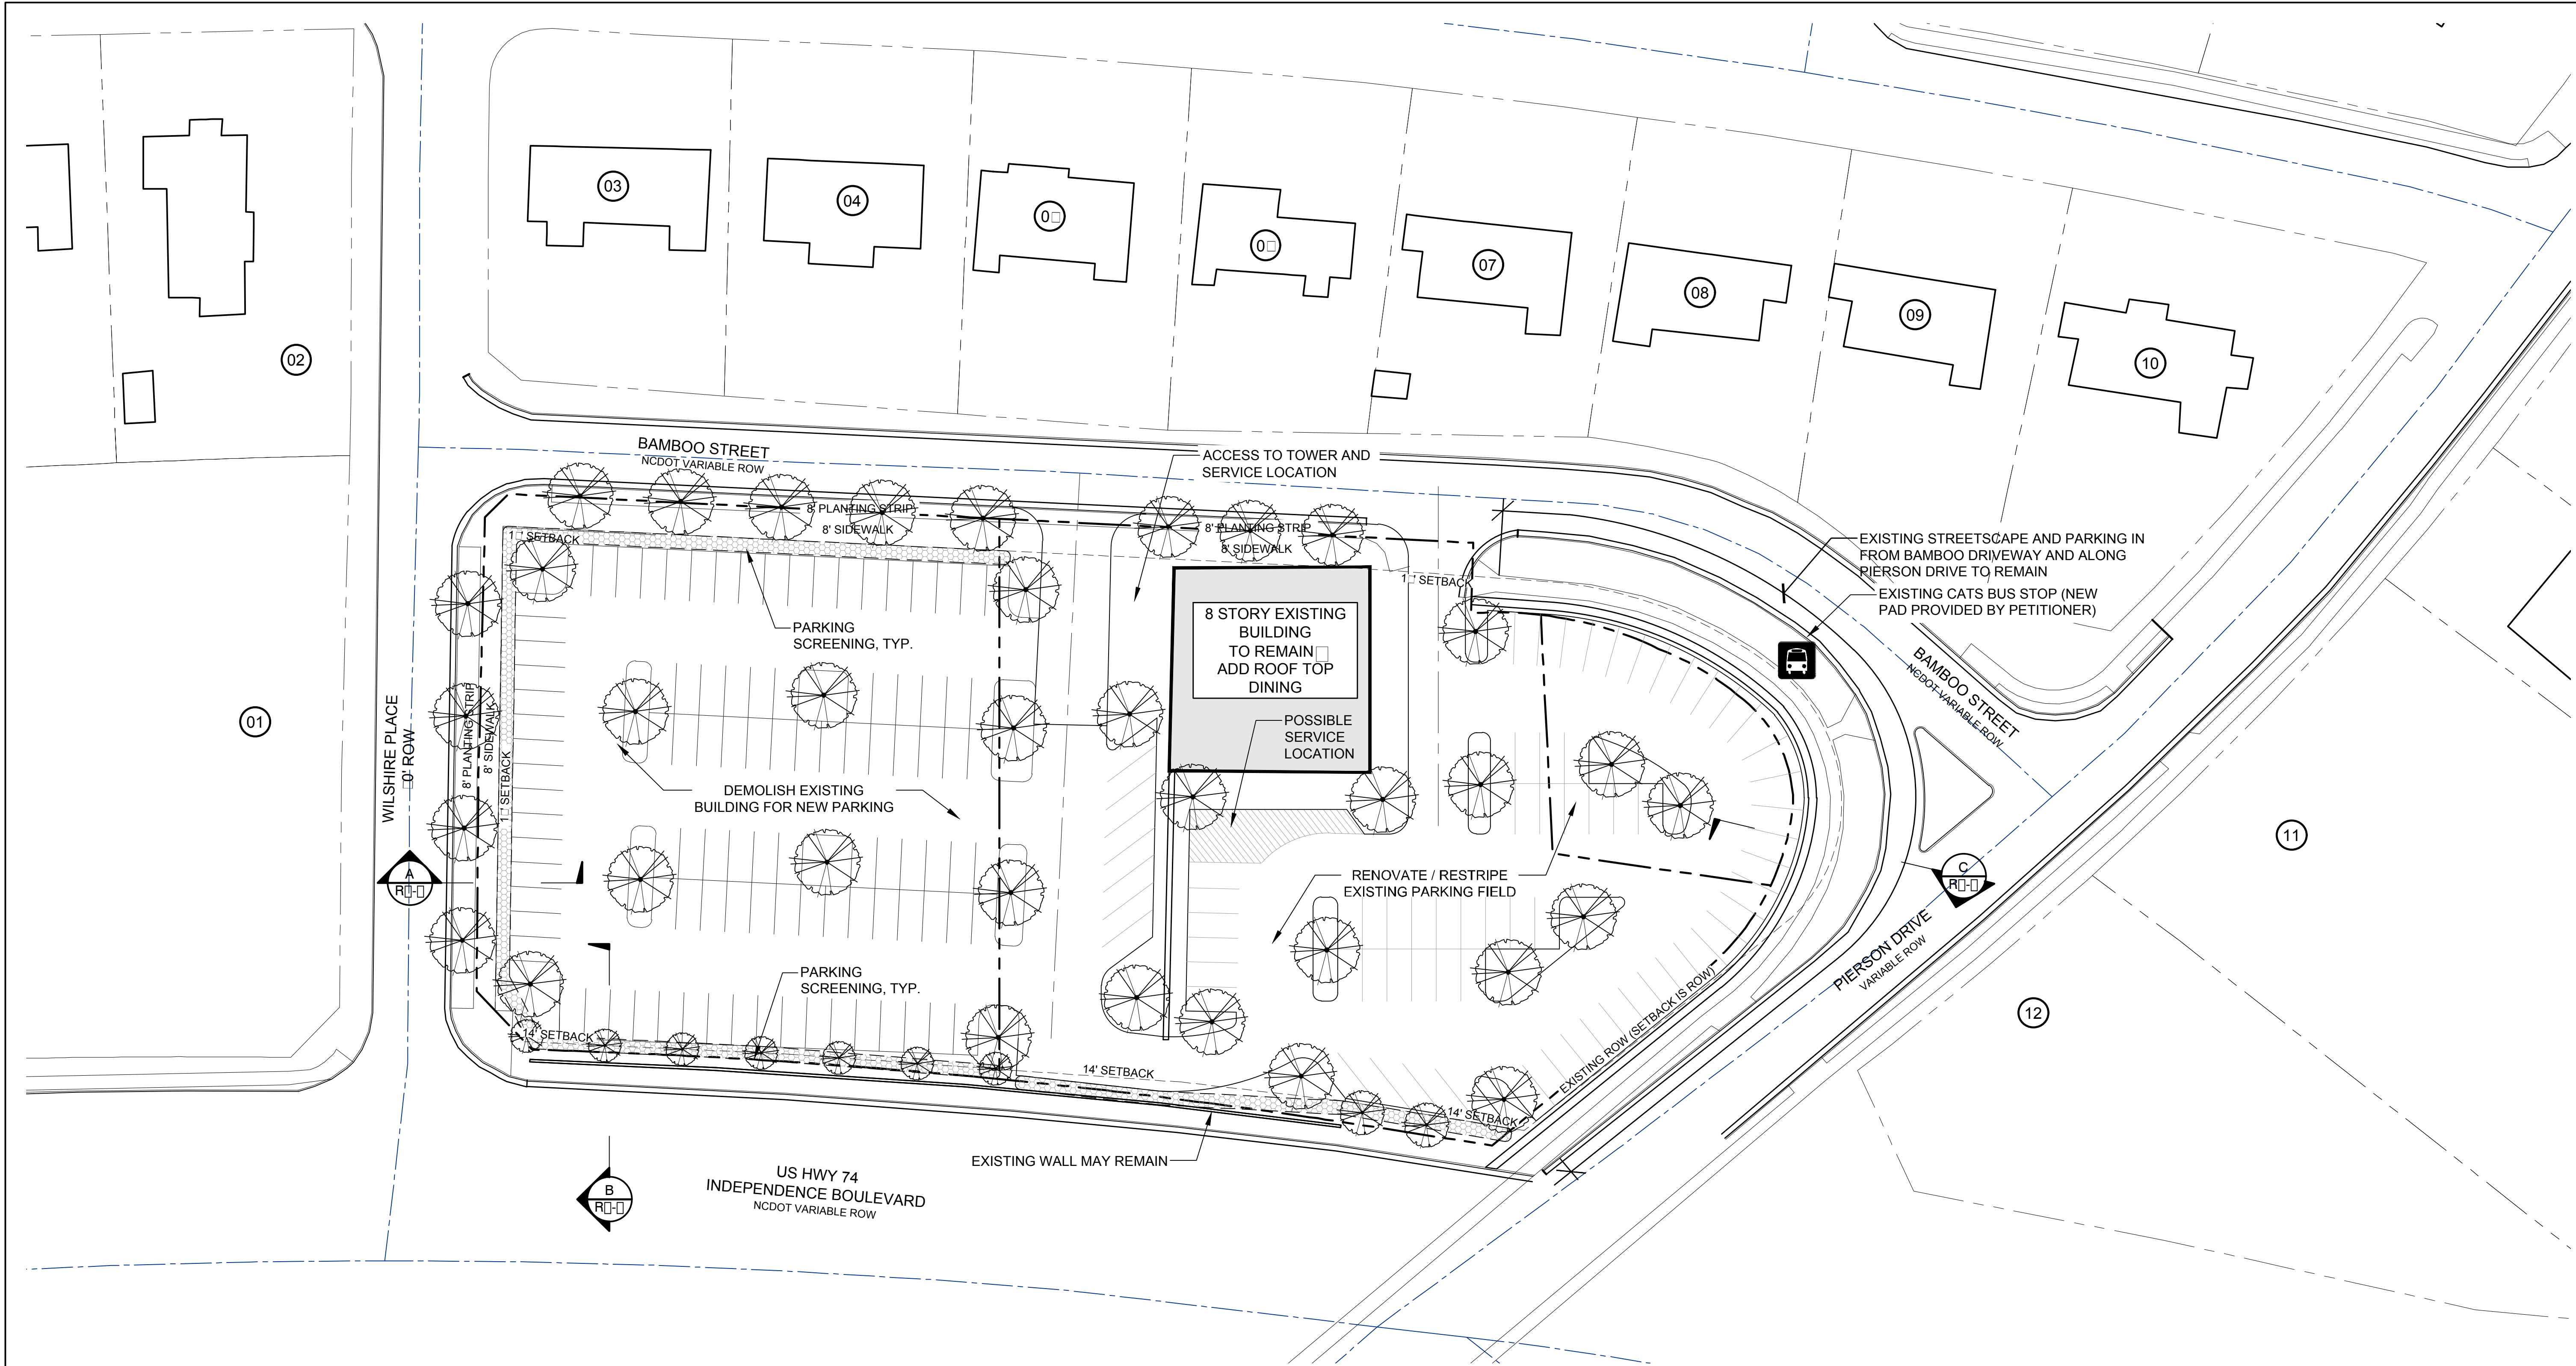 03
04
0□
0□
07
08
09
10
02
BAMBOO STREET
NCDOT VARIABLE ROW
ACCESS TO TOWER AND
SERVICE LOCATION
8' PLANTING STRIP
8' SIDEWALK
8' PLANTING STRIP
8' SIDEWALK
1□' SETBACK
1□' SETBACK
EXISTING STREETSCAPE AND PARKING IN
FROM BAMBOO DRIVEWAY AND ALONG
PIERSON DRIVE TO REMAIN
EXISTING CATS BUS STOP (NEW
PAD PROVIDED BY PETITIONER)
8 STORY EXISTING
BUILDING
TO REMAIN□
ADD ROOF TOP
DINING
POSSIBLE
SERVICE
LOCATION
PARKING
SCREENING, TYP.
BAMBOO STREET
NCDOT VARIABLE ROW
01
WILSHIRE PLACE
□0' ROW
8' PLANTING STRIP
8' SIDEWALK
1□' SETBACK
DEMOLISH EXISTING
BUILDING FOR NEW PARKING
RENOVATE / RESTRIPE
EXISTING PARKING FIELD
11
A
R□-□
C
R□-□
PIERSON DRIVE
VARIABLE ROW
12
PARKING
SCREENING, TYP.
EXISTING ROW (SETBACK IS ROW)
14' SETBACK
14' SETBACK
14' SETBACK
EXISTING WALL MAY REMAIN
B
R□-□
US HWY 74
INDEPENDENCE BOULEVARD
NCDOT VARIABLE ROW